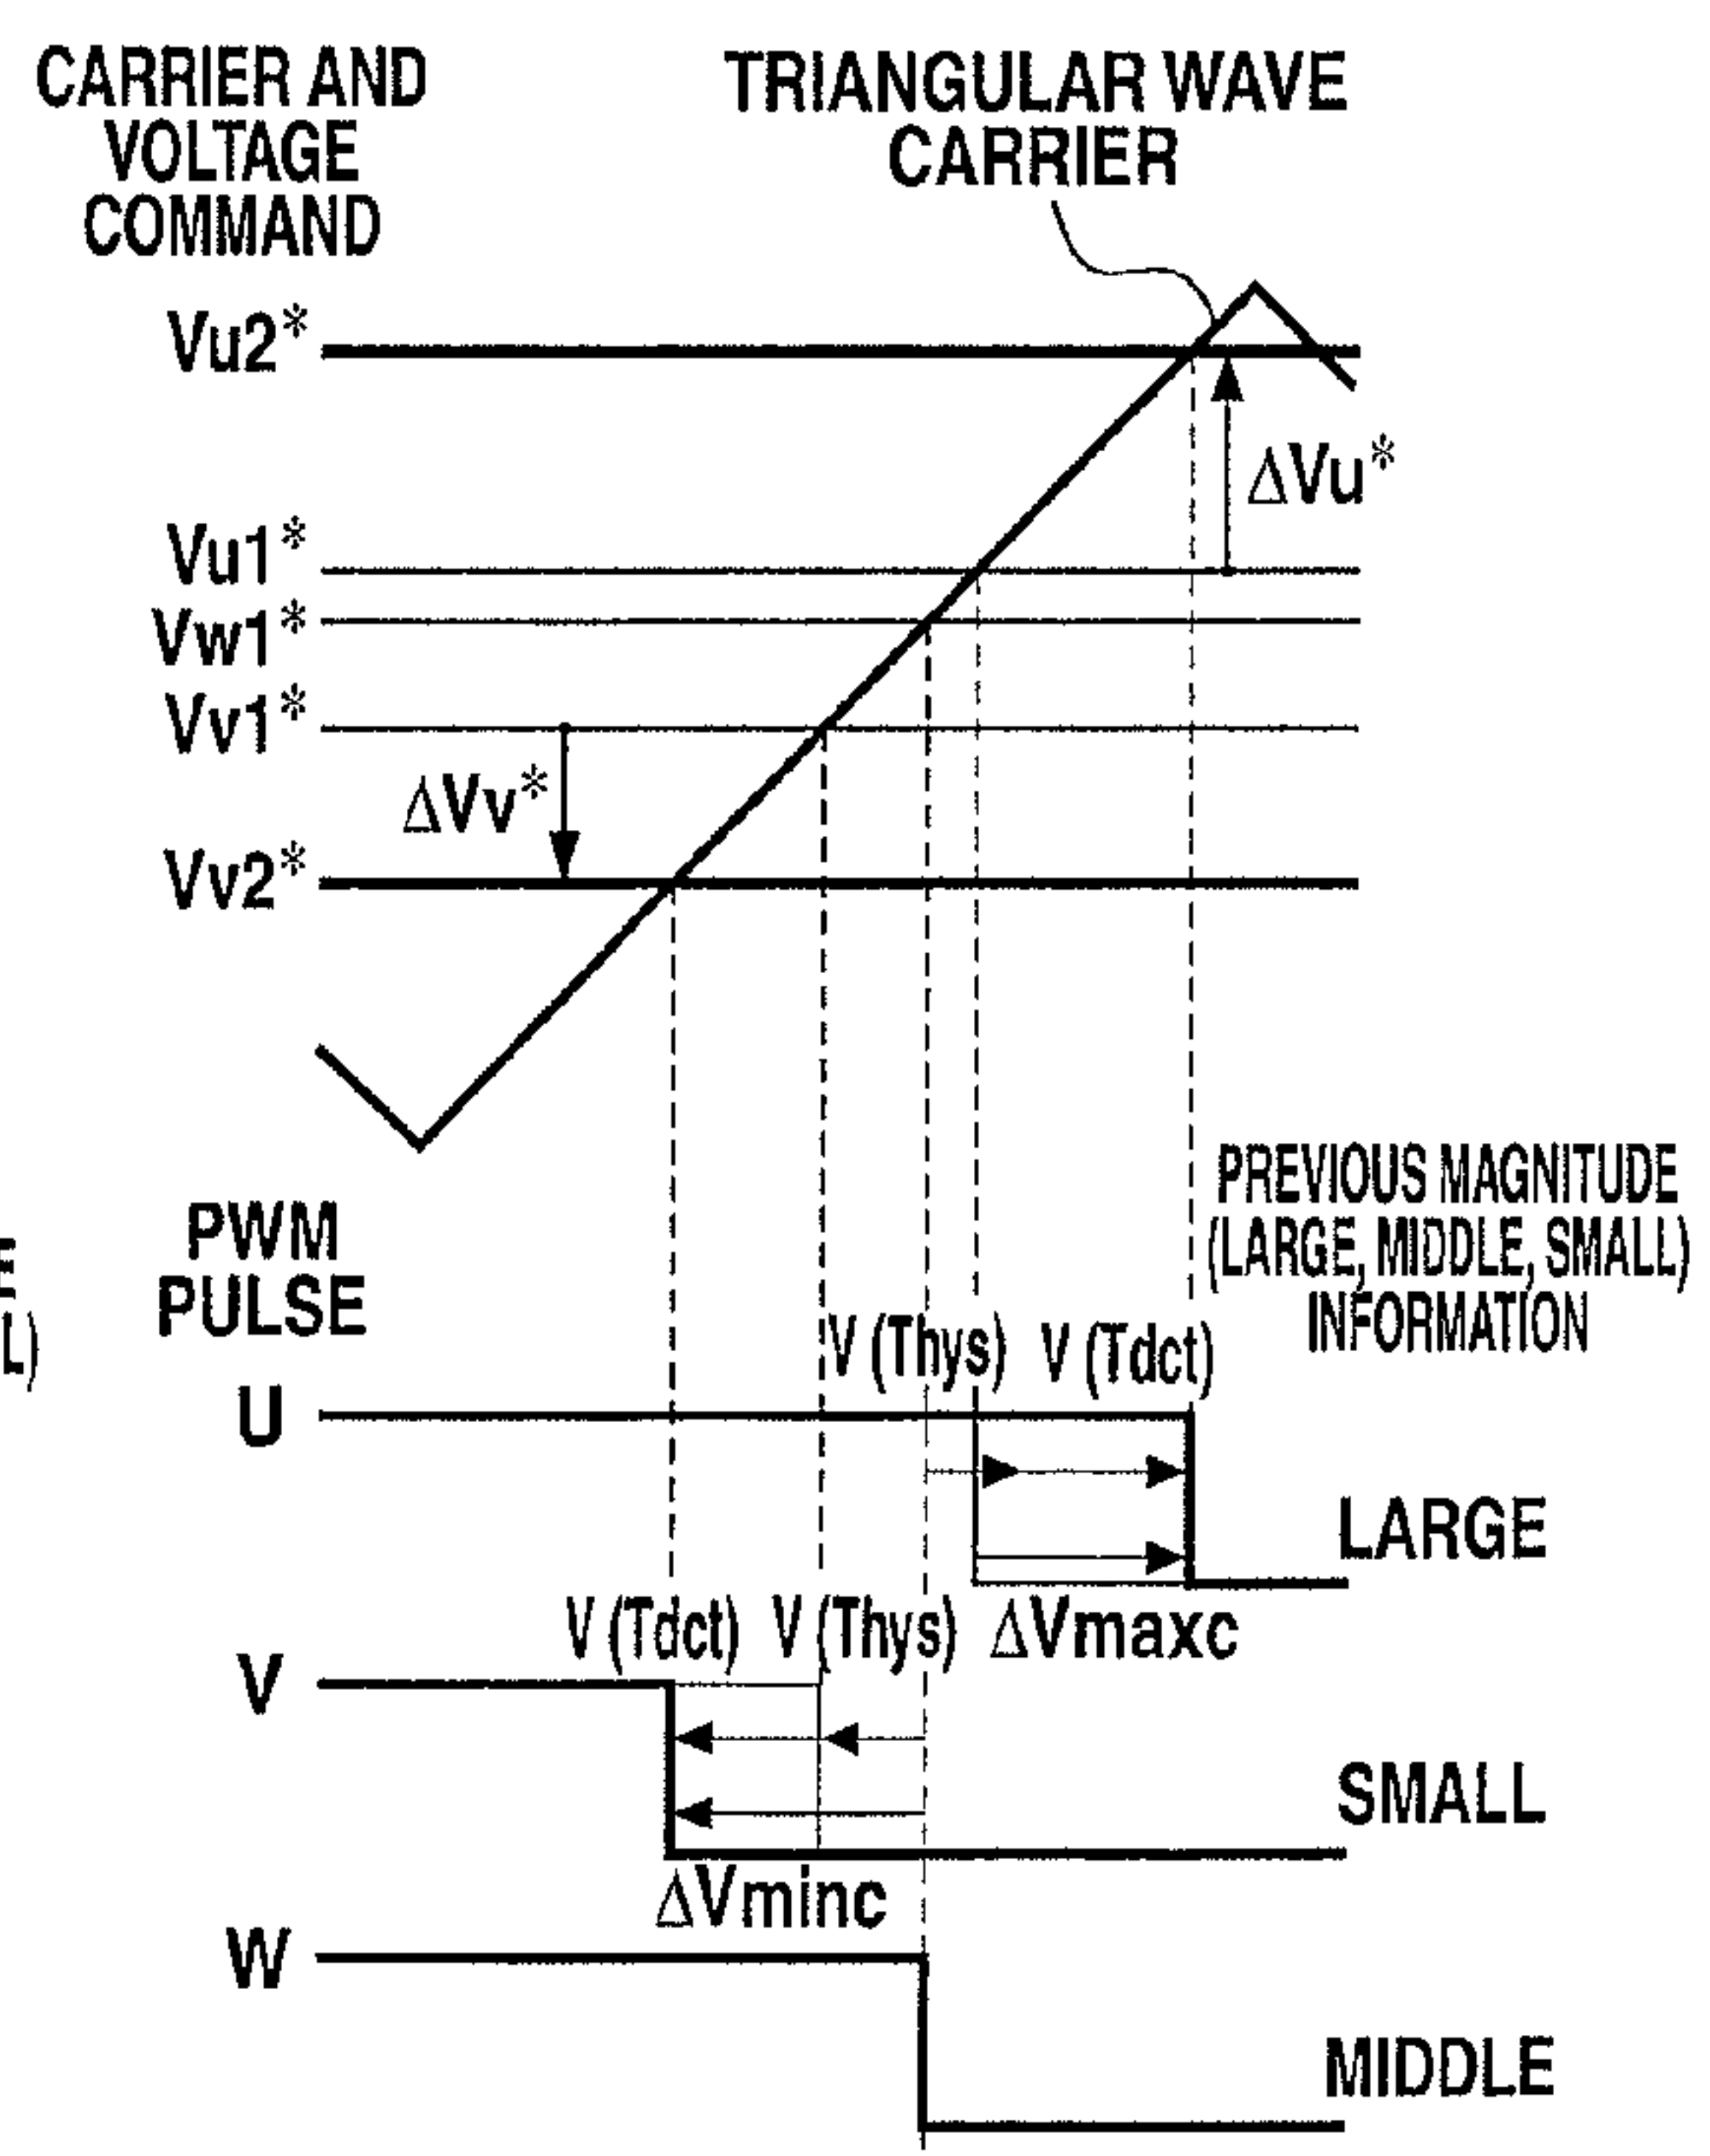 CARRIER AND
VOLTAGE
COMMAND
TRIANGULAR WAVE
CARRIER
Vu2*
ΔVu*
Vu1*
Vw1*
Vv1*
ΔVv*
Vv2*
PREVIOUS MAGNITUDE
(LARGE, MIDDLE, SMALL)
INFORMATION
PWM
PULSE
L)
V (Thys) V (Tdct)
U
LARGE
V (Tdct) V (Thys) ΔVmaxc
V
SMALL
ΔVminc
W
MIDDLE